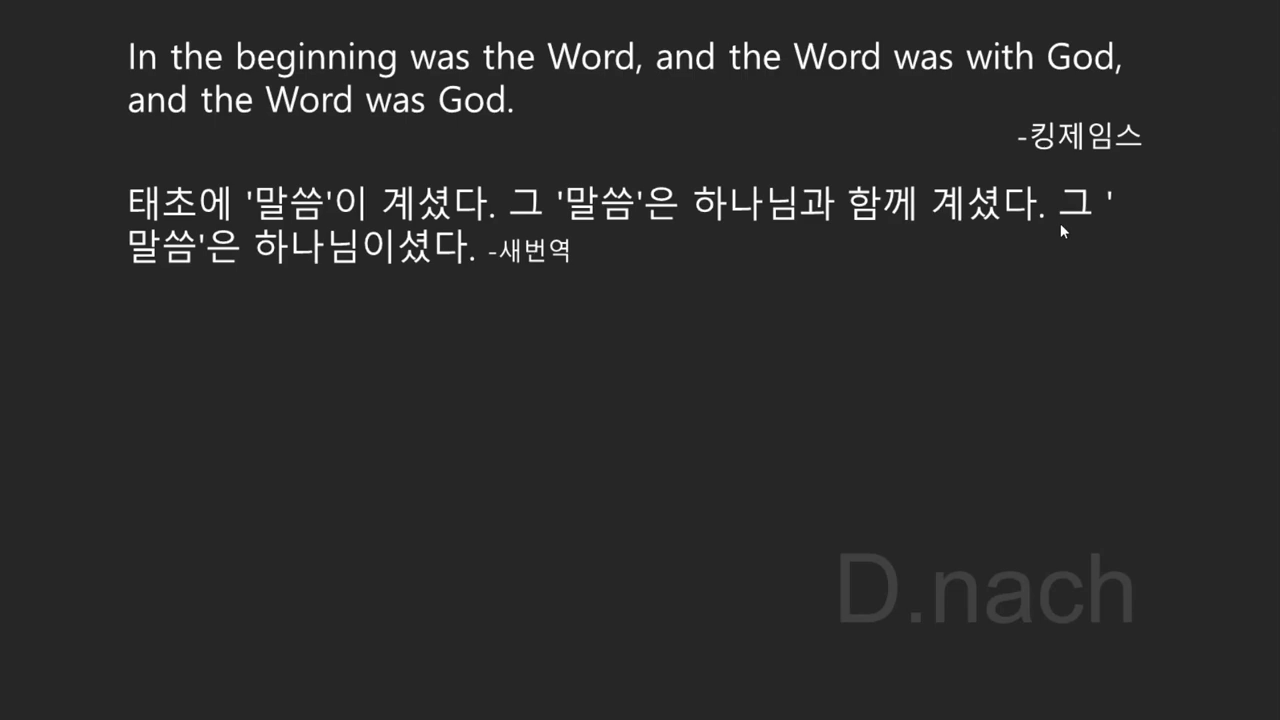 In the beginning was the Word, and the Word was with God,
and the Word was God.
-킹제임스
태초에 '말씀'이 계셨다. 그 '말씀'은 하나님과 함께 계셨다. 그 '
말씀'은 하나님이셨다. -새번역
D.nach